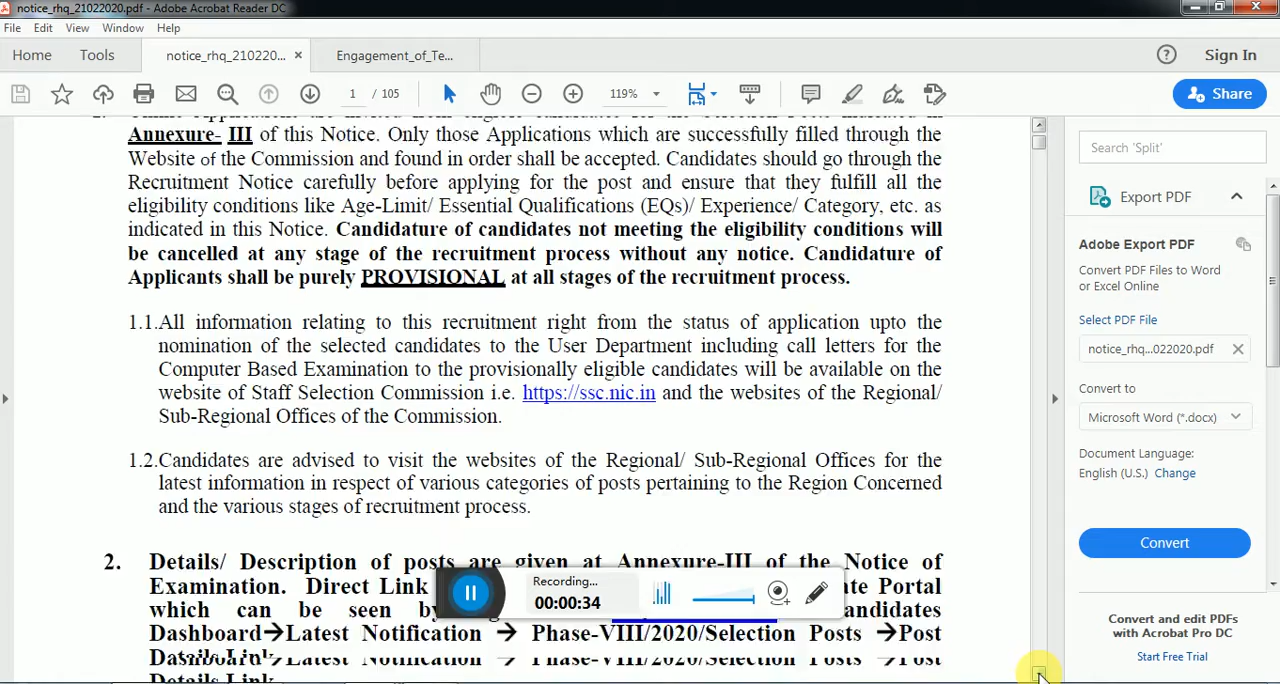 notice_rhq_21022020.pdf - Adobe Acrobat Reader DC
File Edit View Window Help
Home Tools notice_rhq_210220... × Engagement_of_Te... Sign In
1 / 105 119% Share
Annexure- III of this Notice. Only those Applications which are successfully filled through the
Website of the Commission and found in order shall be accepted. Candidates should go through the
Recruitment Notice carefully before applying for the post and ensure that they fulfill all the
eligibility conditions like Age-Limit/ Essential Qualifications (EQs)/ Experience/ Category, etc. as
indicated in this Notice. Candidature of candidates not meeting the eligibility conditions will
be cancelled at any stage of the recruitment process without any notice. Candidature of
Applicants shall be purely PROVISIONAL at all stages of the recruitment process.
1.1.All information relating to this recruitment right from the status of application upto the
nomination of the selected candidates to the User Department including call letters for the
Computer Based Examination to the provisionally eligible candidates will be available on the
website of Staff Selection Commission i.e. https://ssc.nic.in and the websites of the Regional/
Sub-Regional Offices of the Commission.
1.2.Candidates are advised to visit the websites of the Regional/ Sub-Regional Offices for the
latest information in respect of various categories of posts pertaining to the Region Concerned
and the various stages of recruitment process.
2. Details/ Description of posts are given at Annexure-III of the Notice of
Examination. Direct Link ate Portal
which can be seen by andidates
Dashboard→Latest Notification → Phase-VIII/2020/Selection Posts →Post
Details Link
Recording...
00:00:34
Search 'Split'
Export PDF
Adobe Export PDF
Convert PDF Files to Word
or Excel Online
Select PDF File
notice_rhq...022020.pdf ×
Convert to
Microsoft Word (*.docx)
Document Language:
English (U.S.) Change
Convert
Convert and edit PDFs
with Acrobat Pro DC
Start Free Trial